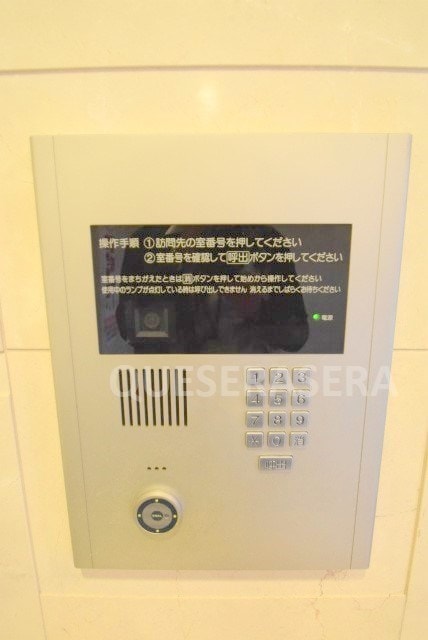 操作手順 ①訪問先の室番号を押してください
②室番号を確認して呼出ボタンを押してください
室番号をまちがえたときは消ボタンを押して始めから操作してください
使用中のランプが点灯している時は呼び出しできません 消えるまでしばらくお待ちください
電源
QUESERASERA
1 2 3
4 5 6
7 8 9
* 0 消
呼出